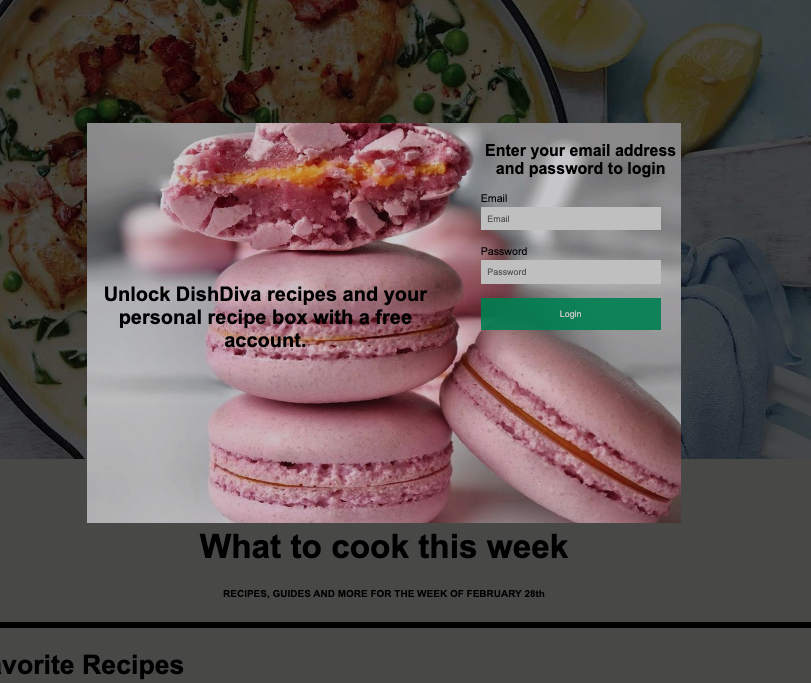 Enter your email address
and password to login
Email
Email
Password
Password
Login
Unlock DishDiva recipes and your
personal recipe box with a free
account.
What to cook this week
RECIPES, GUIDES AND MORE FOR THE WEEK OF FEBRUARY 28th
Recipes